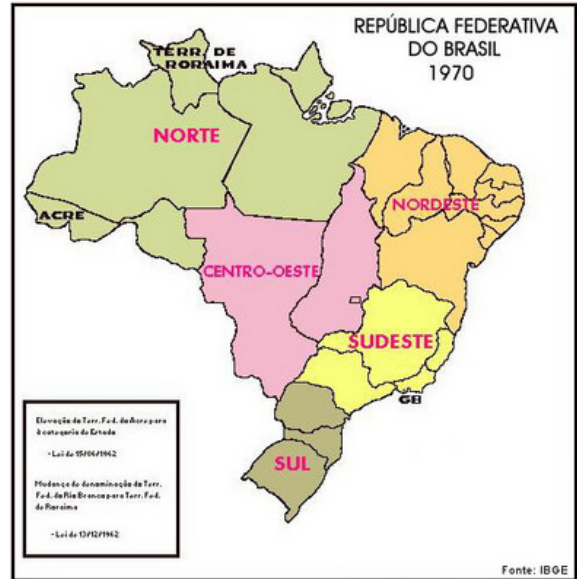 REPÚBLICA FEDERATIVA
DO BRASIL
1970
TERR. DE
RORAIMA
NORTE
ACRE
NORDESTE
CENTRO-OESTE
SUDESTE
GB
SUL
Elevação do Terr. Fed. do Acre para
à categoria de Estado
- Lei de 15/06/1962
Mudança de denominação do Terr.
Fed. do Rio Branco para Terr. Fed.
de Roraima
- Lei de 13/12/1962
Fonte: IBGE